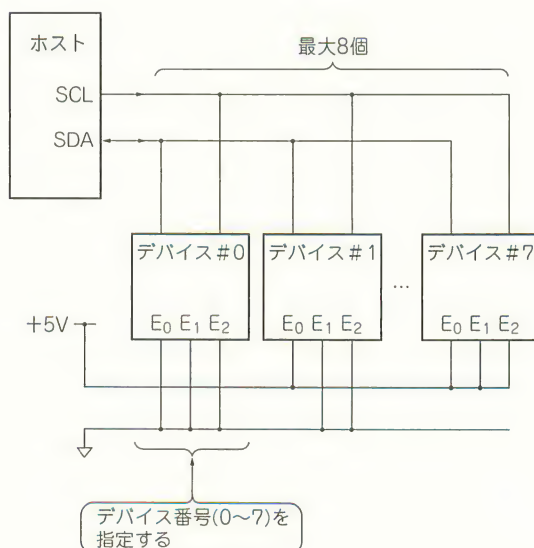 ホスト
最大8個
SCL
SDA
デバイス#0
デバイス#1
デバイス#7
…
E0 E1 E2
E0 E1 E2
E0 E1 E2
+5V
デバイス番号(0～7)を
指定する